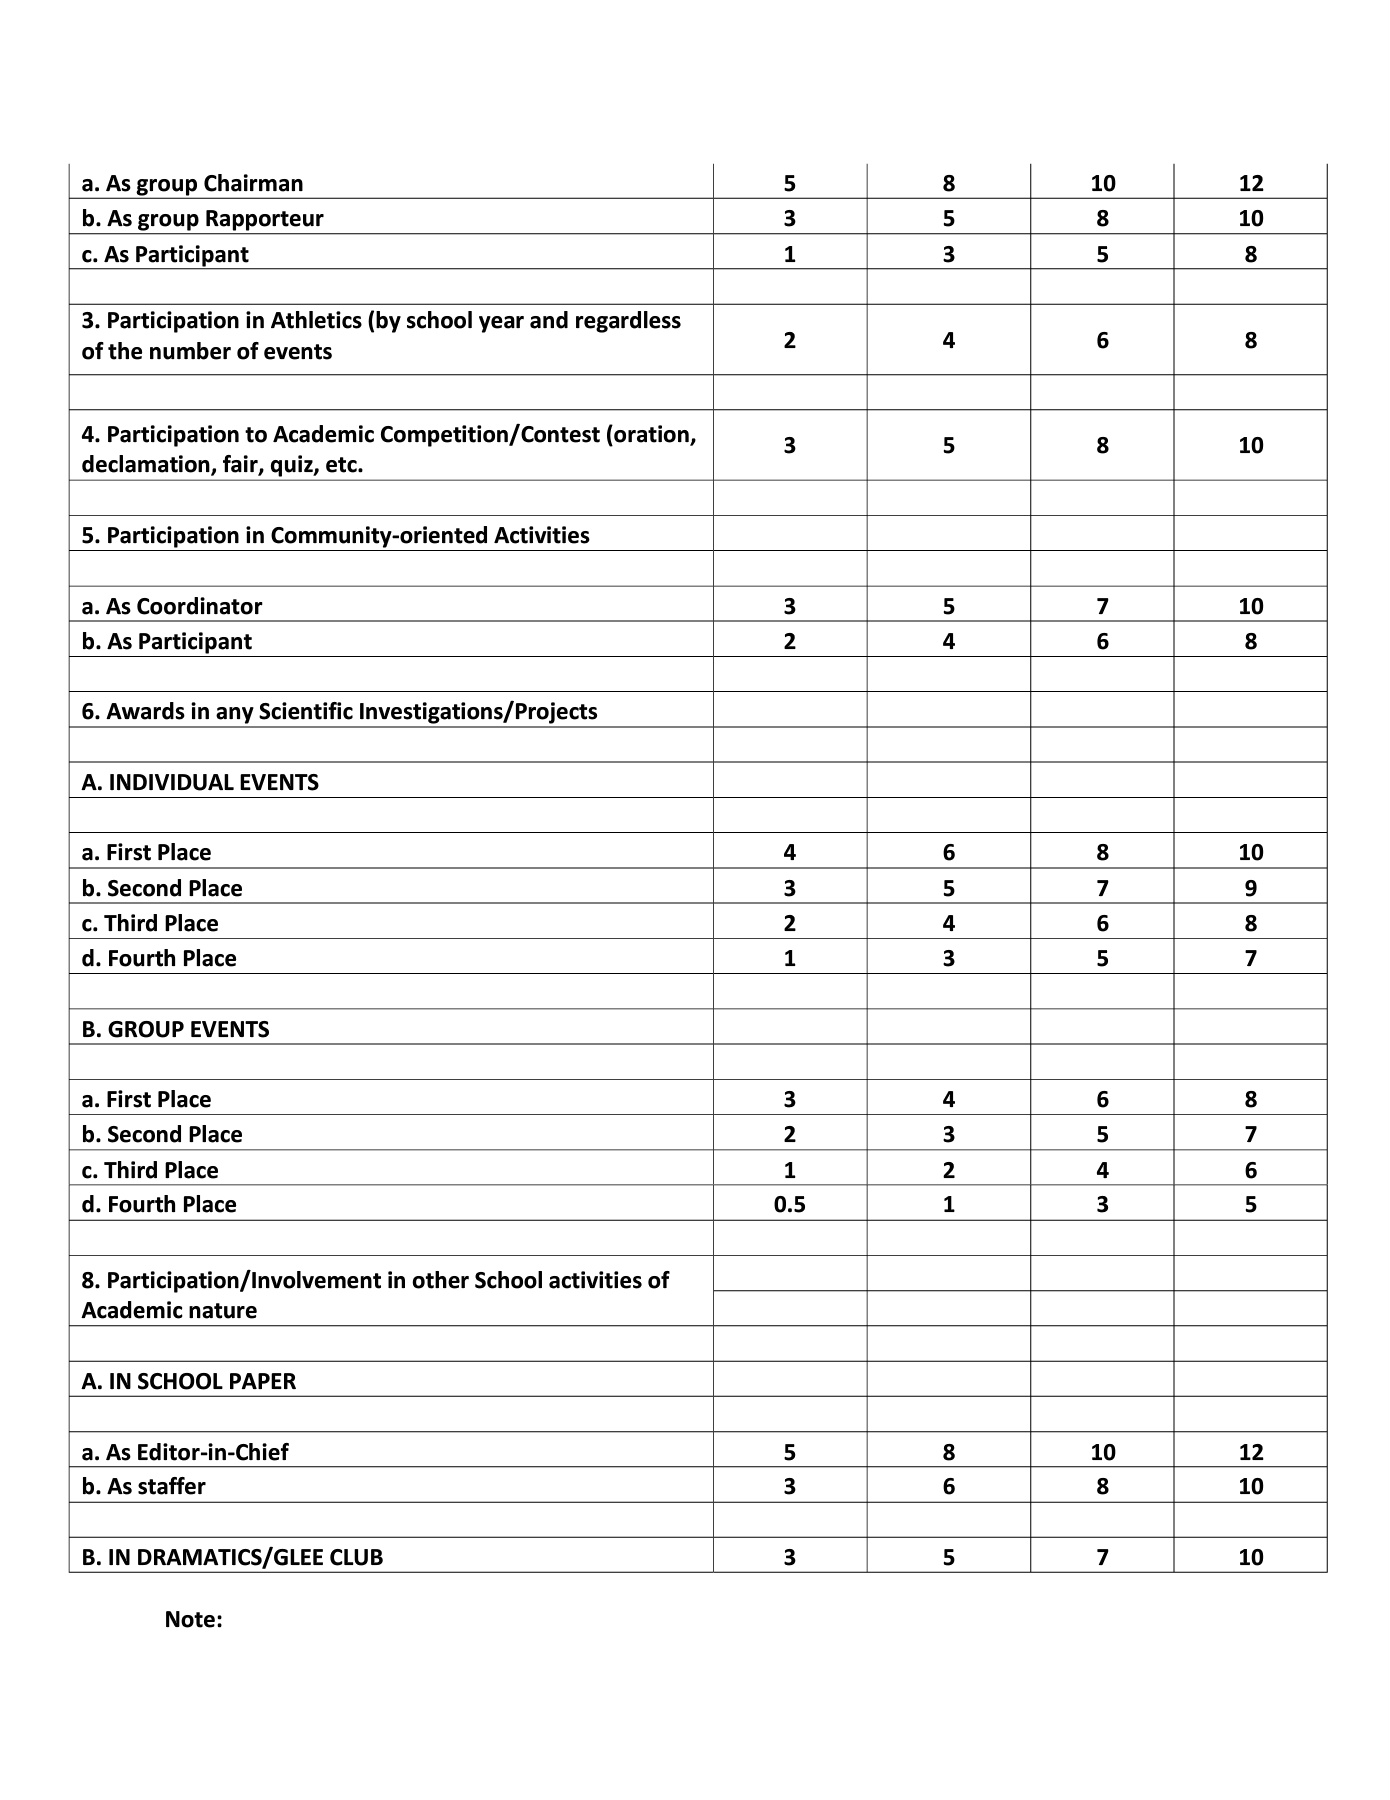 a. As group Chairman 5 8 10 12
b. As group Rapporteur 3 5 8 10
c. As Participant 1 3 5 8
3. Participation in Athletics (by school year and regardless
of the number of events 2 4 6 8
4. Participation to Academic Competition/Contest (oration,
declamation, fair, quiz, etc. 3 5 8 10
5. Participation in Community-oriented Activities
a. As Coordinator 3 5 7 10
b. As Participant 2 4 6 8
6. Awards in any Scientific Investigations/Projects
A. INDIVIDUAL EVENTS
a. First Place 4 6 8 10
b. Second Place 3 5 7 9
c. Third Place 2 4 6 8
d. Fourth Place 1 3 5 7
B. GROUP EVENTS
a. First Place 3 4 6 8
b. Second Place 2 3 5 7
c. Third Place 1 2 4 6
d. Fourth Place 0.5 1 3 5
8. Participation/Involvement in other School activities of
Academic nature
A. IN SCHOOL PAPER
a. As Editor-in-Chief 5 8 10 12
b. As staffer 3 6 8 10
B. IN DRAMATICS/GLEE CLUB 3 5 7 10
Note: